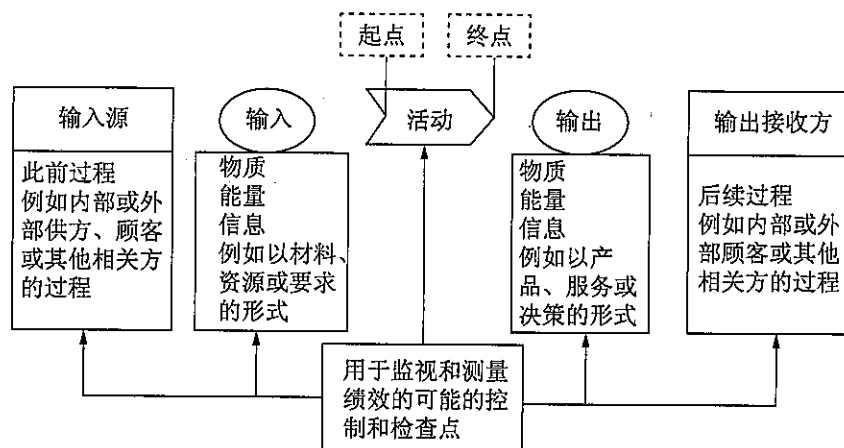 起点
终点
输入源
输入
活动
输出
输出接收方
此前过程
例如内部或外
部供方、顾客
或其他相关方
的过程
物质
能量
信息
例如以材料、
资源或要求
的形式
物质
能量
信息
例如以产
品、服务或
决策的形式
后续过程
例如内部或外
部顾客或其他
相关方的过程
用于监视和测量
绩效的可能的控
制和检查点